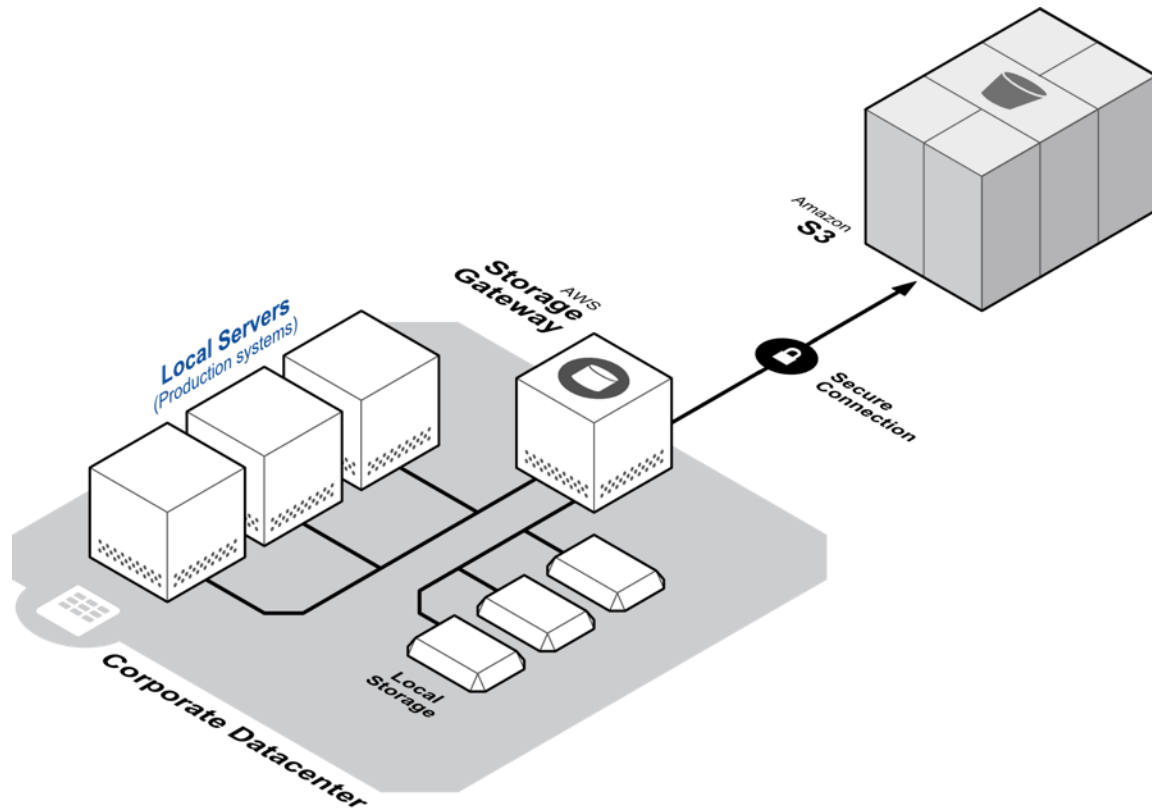 Amazon
S3
AWS
Storage
Gateway
Local Servers
(Production systems)
Secure
Connection
Local
Storage
Corporate Datacenter